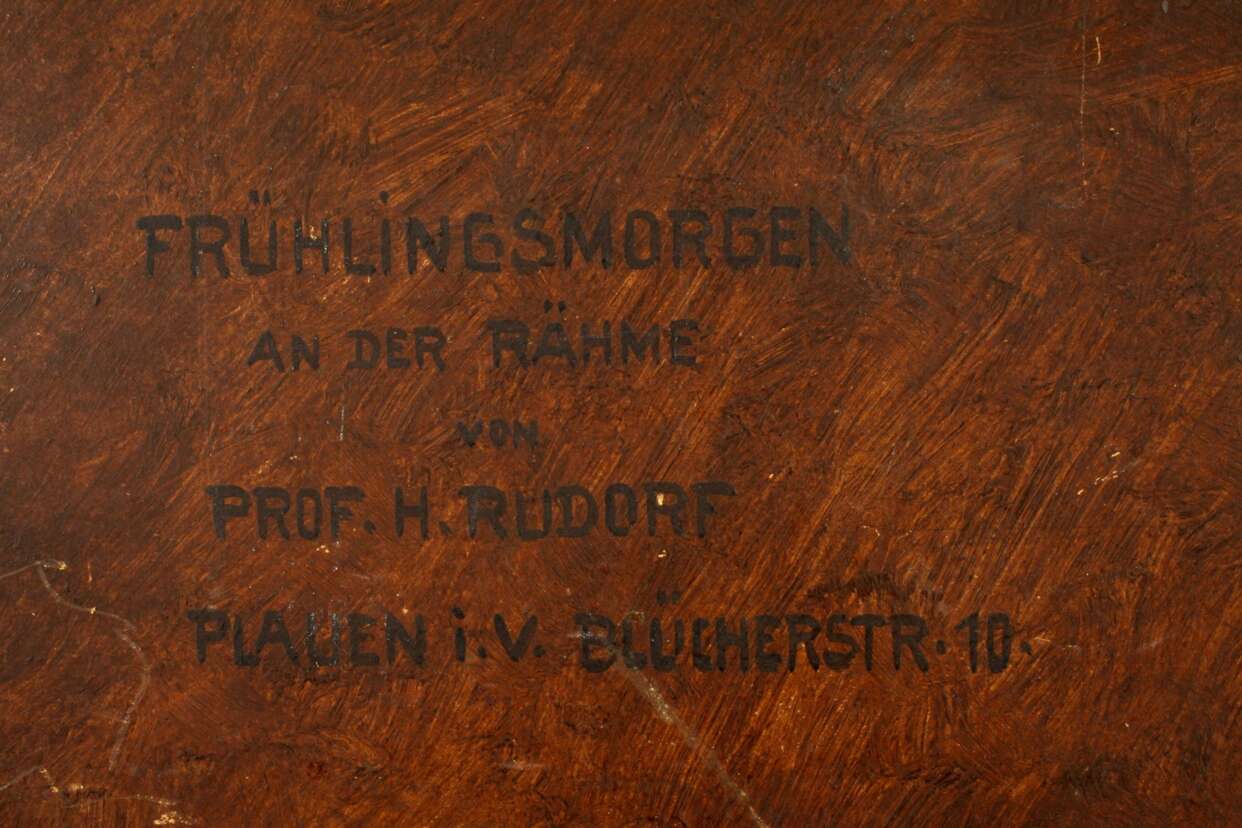 FRÜHLiNGSMORGEN
AN DER RÄHME
VON
PROF. H. RUDORF
PLAUEN i.V. BLÜCHERSTR. 10.